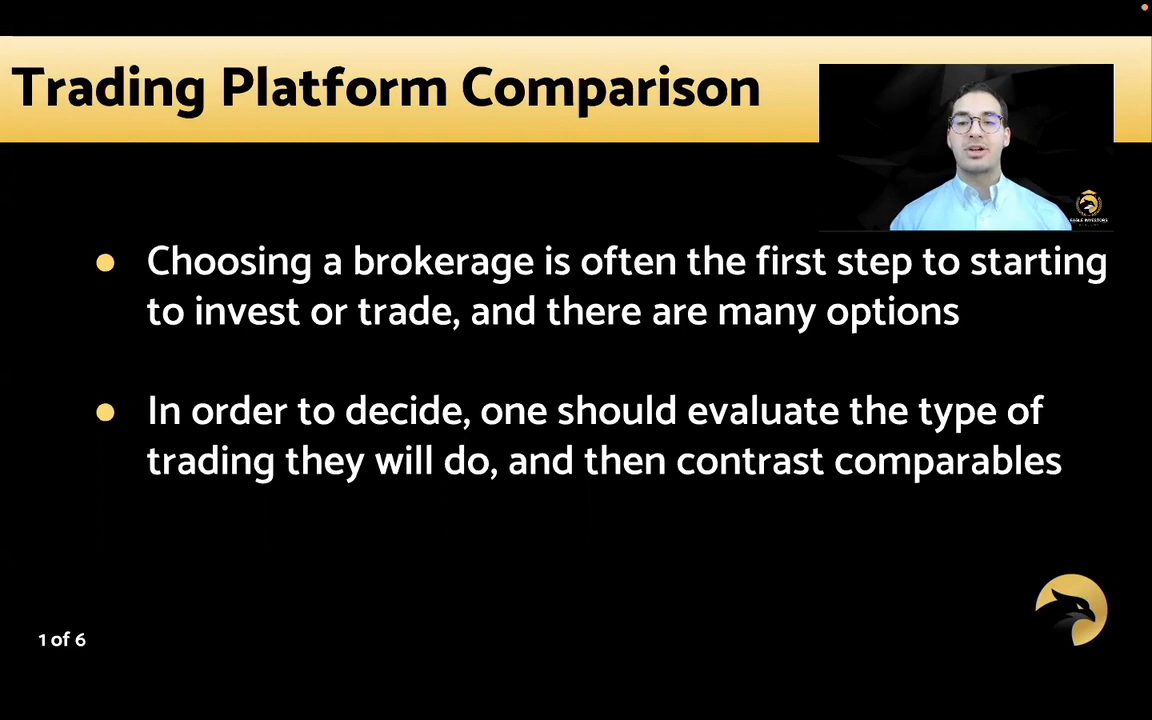 Trading Platform Comparison
EAGLE INVESTORS
Choosing a brokerage is often the first step to starting
to invest or trade, and there are many options
In order to decide, one should evaluate the type of
trading they will do, and then contrast comparables
1 of 6